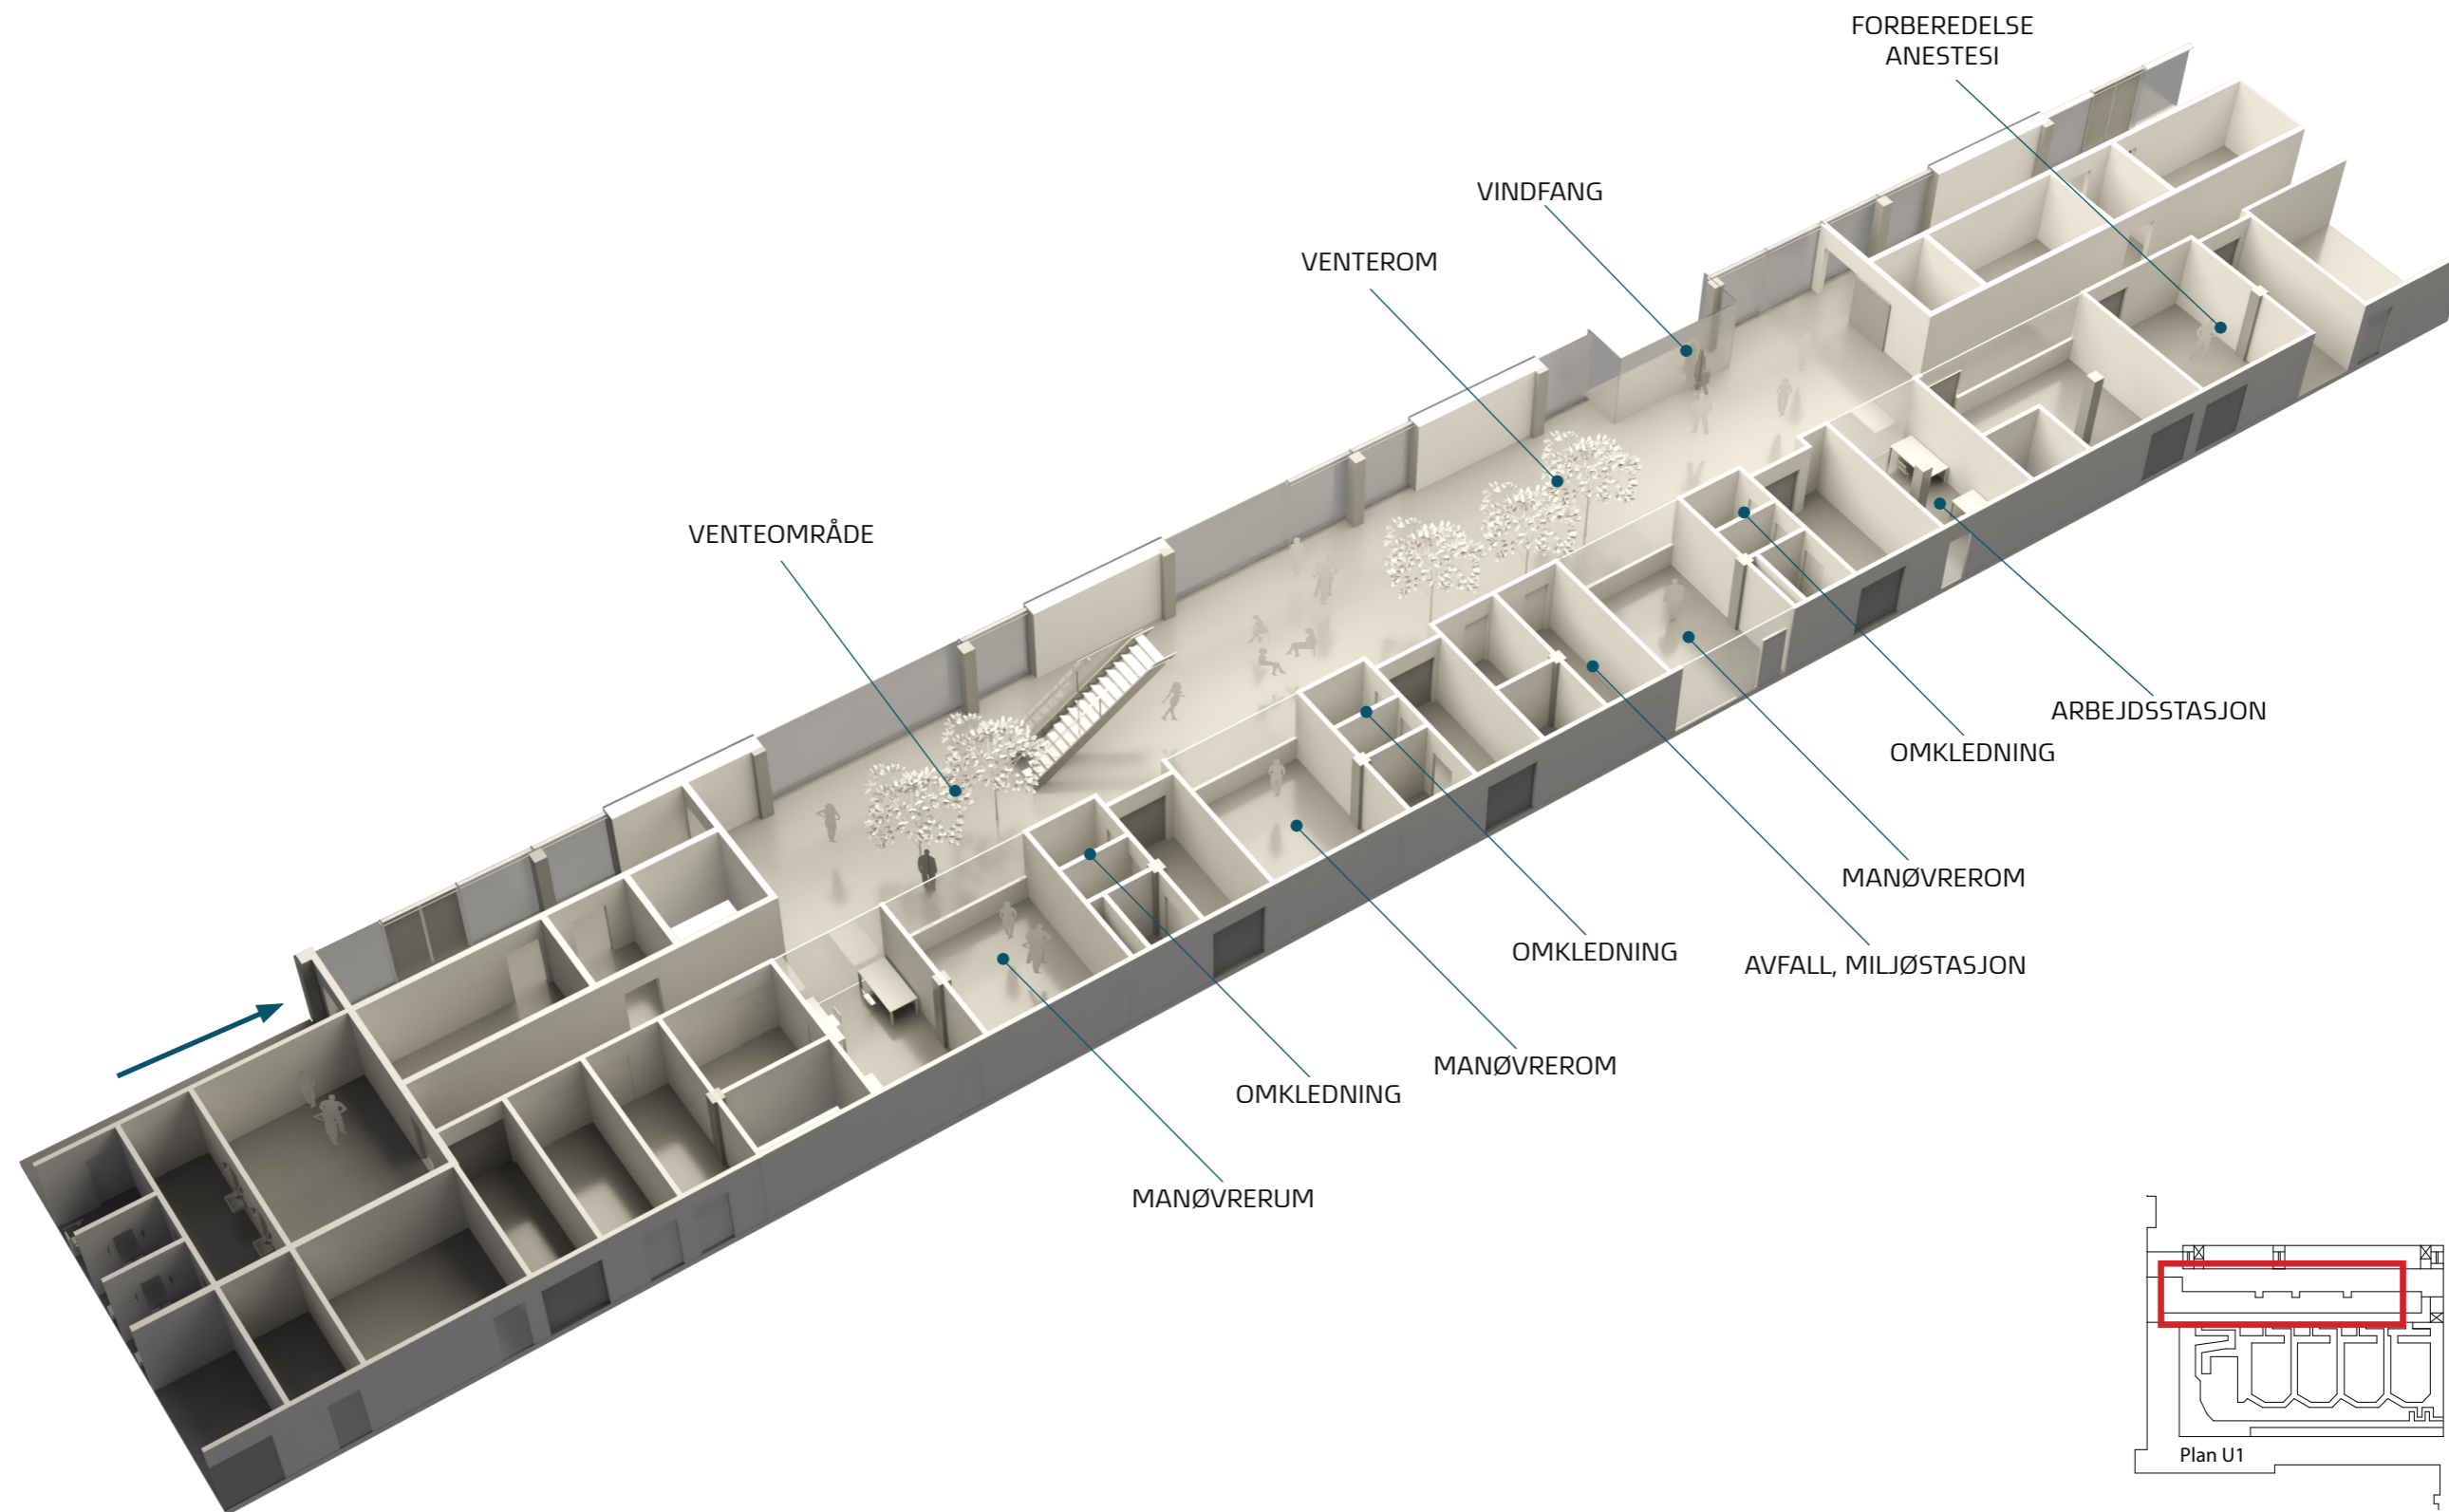 FORBEREDELSE
ANESTESI
VINDFANG
VENTEROM
VENTEOMRÅDE
ARBEJDSSTASJON
OMKLEDNING
MANØVREROM
OMKLEDNING
AVFALL, MILJØSTASJON
MANØVREROM
OMKLEDNING
MANØVRERUM
Plan U1